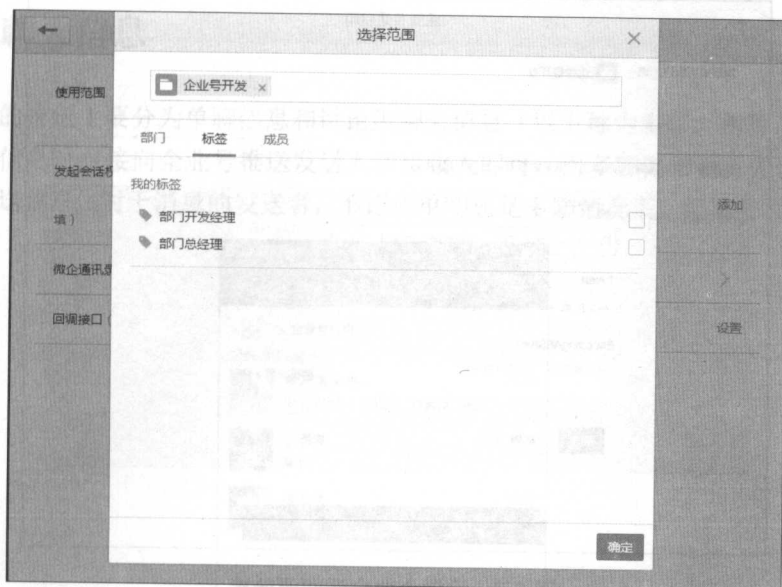 选择范围
使用范围
企业号开发
部门 标签 成员
发起会话权
我的标签
添加
部门开发经理
填）
部门总经理
微企通讯录
回调接口（
设置
确定